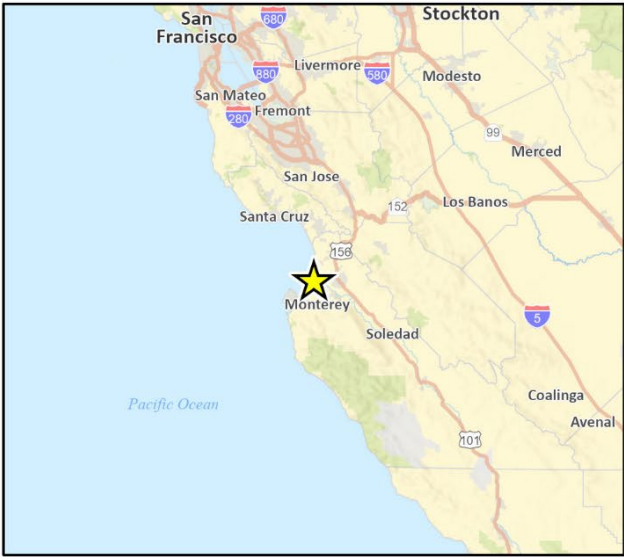 San
Francisco
680
Stockton
Livermore
880
580
Modesto
San Mateo
Fremont
280
99
Merced
San Jose
152
Los Banos
Santa Cruz
156
Monterey
Soledad
5
Pacific Ocean
Coalinga
Avenal
101